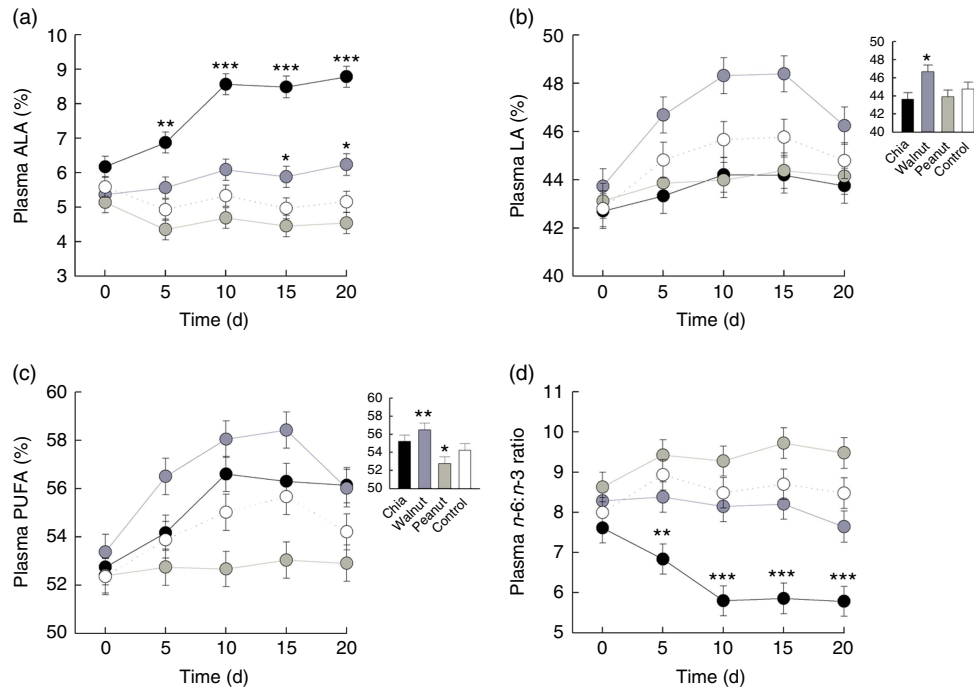 (a)
10
9
8
7
6
5
4
3
Plasma ALA (%)
**
***
***
***
*
*
0 5 10 15 20
Time (d)
(b)
50
48
46
44
42
40
Plasma LA (%)
0 5 10 15 20
Time (d)
50
48
46
44
42
40
*
Chia
Walnut
Peanut
Control
(c)
60
58
56
54
52
50
Plasma PUFA (%)
0 5 10 15 20
Time (d)
60
58
56
54
52
50
**
*
Chia
Walnut
Peanut
Control
(d)
11
10
9
8
7
6
5
Plasma n-6:n-3 ratio
**
***
***
***
0 5 10 15 20
Time (d)